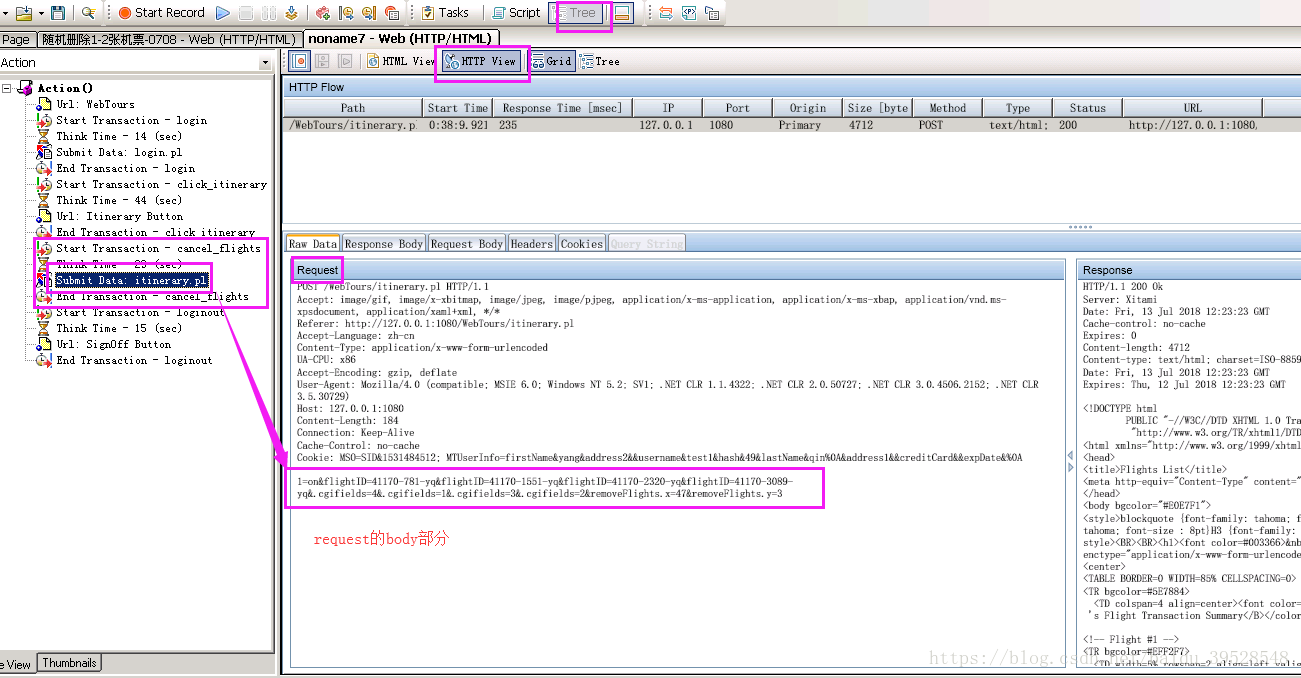 Start Record
Tasks
Script
Tree
Page
随机删除1-2张机票-0708 - Web (HTTP/HTML)
noname7 - Web (HTTP/HTML)
Action
HTML View
HTTP View
Grid
Tree
Action()
Url: WebTours
Start Transaction - login
Think Time - 14 (sec)
Submit Data: login.pl
End Transaction - login
Start Transaction - click_itinerary
Think Time - 44 (sec)
Url: Itinerary Button
End Transaction - click_itinerary
Start Transaction - cancel_flights
Think Time - 23 (sec)
Submit Data: itinerary.pl
End Transaction - cancel_flights
Start Transaction - loginout
Think Time - 15 (sec)
Url: SignOff Button
End Transaction - loginout
e View
Thumbnails
HTTP Flow
Path Start Time Response Time [msec] IP Port Origin Size [byte Method Type Status URL
/WebTours/itinerary.p 0:38:9.921 235 127.0.0.1 1080 Primary 4712 POST text/html; 200 http://127.0.0.1:1080,
Raw Data
Response Body
Request Body
Headers
Cookies
Query String
Request
POST /WebTours/itinerary.pl HTTP/1.1
Accept: image/gif, image/x-xbitmap, image/jpeg, image/pjpeg, application/x-ms-application, application/x-ms-xbap, application/vnd.ms-
xpsdocument, application/xaml+xml, */*
Referer: http://127.0.0.1:1080/WebTours/itinerary.pl
Accept-Language: zh-cn
Content-Type: application/x-www-form-urlencoded
UA-CPU: x86
Accept-Encoding: gzip, deflate
User-Agent: Mozilla/4.0 (compatible; MSIE 6.0; Windows NT 5.2; SV1; .NET CLR 1.1.4322; .NET CLR 2.0.50727; .NET CLR 3.0.4506.2152; .NET CLR
3.5.30729)
Host: 127.0.0.1:1080
Content-Length: 184
Connection: Keep-Alive
Cache-Control: no-cache
Cookie: MSO=SID&1531484512; MTUserInfo=firstName&yang&address2&&username&test1&hash&49&lastName&qin%0A&address1&&creditCard&&expDate&%0A
1=on&flightID=41170-781-yq&flightID=41170-1551-yq&flightID=41170-2320-yq&flightID=41170-3089-
yq&.cgifields=4&.cgifields=1&.cgifields=3&.cgifields=2&removeFlights.x=47&removeFlights.y=3
request的body部分
Response
HTTP/1.1 200 Ok
Server: Xitami
Date: Fri, 13 Jul 2018 12:23:23 GMT
Cache-control: no-cache
Expires: 0
Content-length: 4712
Content-type: text/html; charset=ISO-8859
Date: Fri, 13 Jul 2018 12:23:23 GMT
Expires: Thu, 12 Jul 2018 12:23:23 GMT
<!DOCTYPE html
PUBLIC "-//W3C//DTD XHTML 1.0 Tra
"http://www.w3.org/TR/xhtml1/DTD
<html xmlns="http://www.w3.org/1999/xhtml
<head>
<title>Flights List</title>
<meta http-equiv="Content-Type" content="
</head>
<body bgcolor="#E0E7F1">
<style>blockquote {font-family: tahoma; f
tahoma; font-size : 8pt}H3 {font-family:
style><BR><BR><h1><font color=#003366>&nb
enctype="application/x-www-form-urlencode
<center>
<TABLE BORDER=0 WIDTH=85% CELLSPACING=0>
<TR bgcolor=#5E7884>
<TD colspan=4 align=center><font color=
's Flight Transaction Summary</B></color>
<!-- Flight #1 -->
<TR bgcolor=#EFF2F7>
<TD width=5% rowspan=2 align=left valig